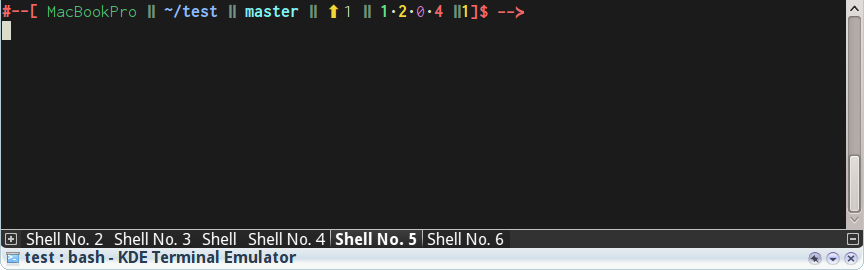 #--[ MacBookPro || ~/test || master || ⬆1 || 1·2·0·4 ||1]$ -->
Shell No. 2 Shell No. 3 Shell Shell No. 4 Shell No. 5 Shell No. 6
test : bash - KDE Terminal Emulator